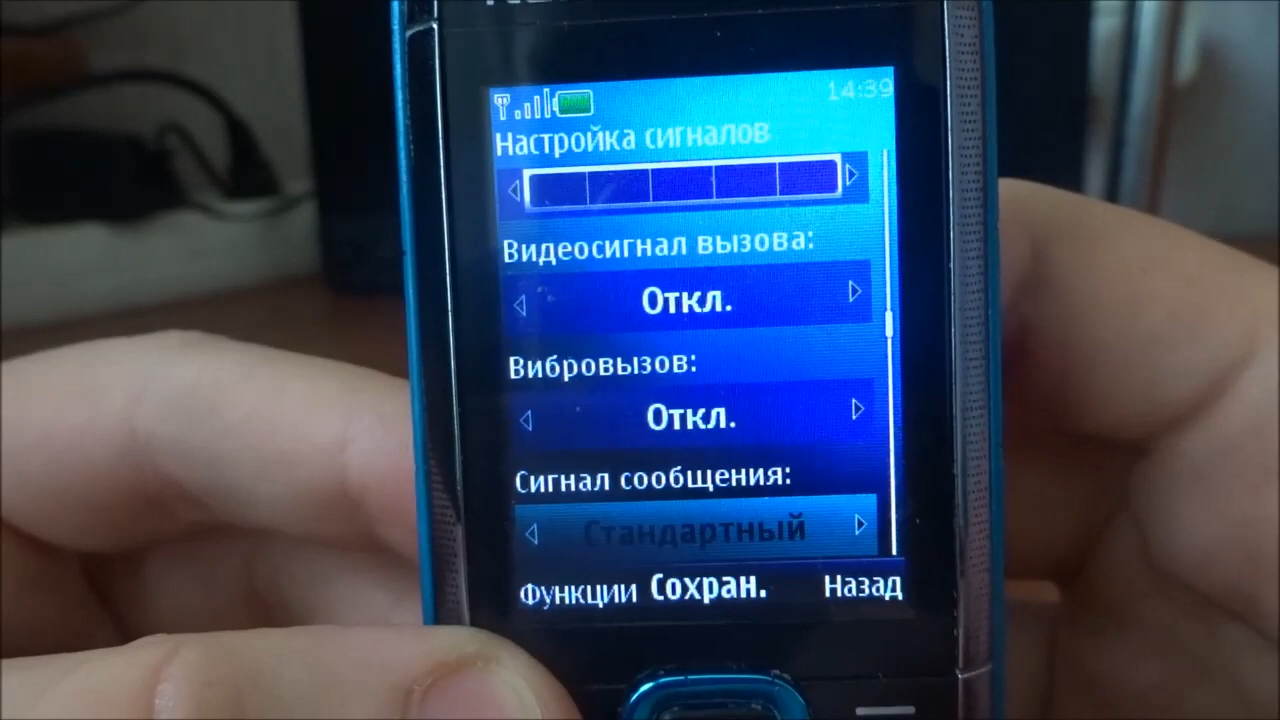 14:39
Настройка сигналов
Видеосигнал вызова:
Откл.
Вибровызов:
Откл.
Сигнал сообщения:
Стандартный
Функции Сохран. Назад